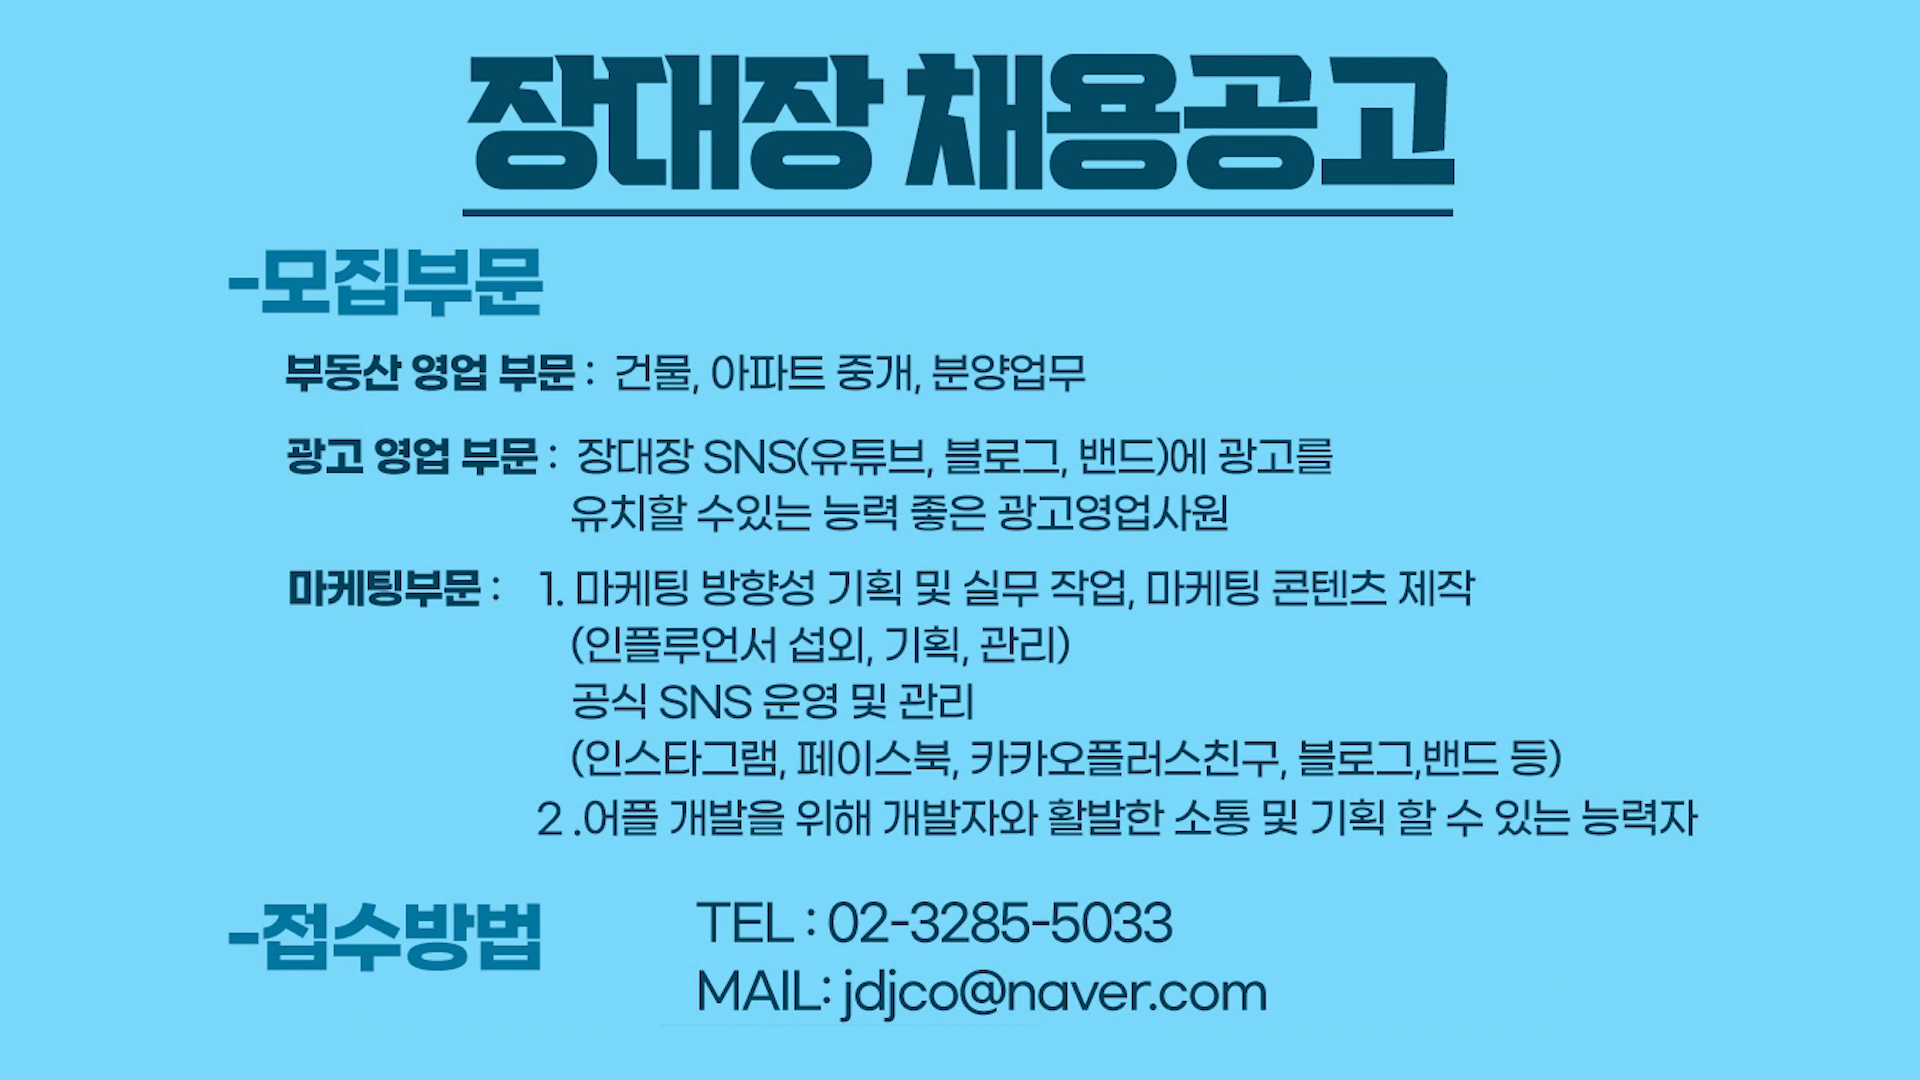 장대장 채용공고
-모집부문
부동산 영업 부문 : 건물, 아파트 중개, 분양업무
광고 영업 부문 : 장대장 SNS(유튜브, 블로그, 밴드)에 광고를
유치할 수있는 능력 좋은 광고영업사원
마케팅부문 : 1. 마케팅 방향성 기획 및 실무 작업, 마케팅 콘텐츠 제작
(인플루언서 섭외, 기획, 관리)
공식 SNS 운영 및 관리
(인스타그램, 페이스북, 카카오플러스친구, 블로그,밴드 등)
2 .어플 개발을 위해 개발자와 활발한 소통 및 기획 할 수 있는 능력자
-접수방법
TEL : 02-3285-5033
MAIL: jdjco@naver.com